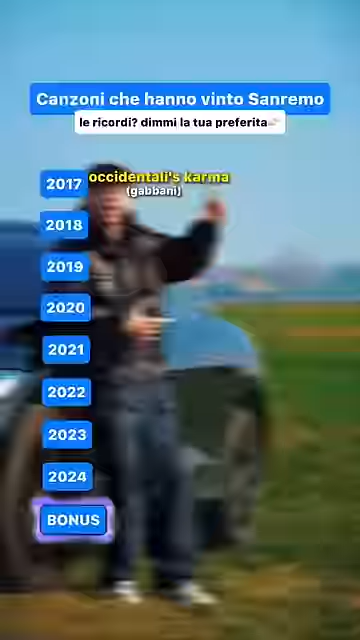 Canzoni che hanno vinto Sanremo
le ricordi? dimmi la tua preferita
2017 occidentali's karma
(gabbani)
2018
2019
2020
2021
2022
2023
2024
BONUS